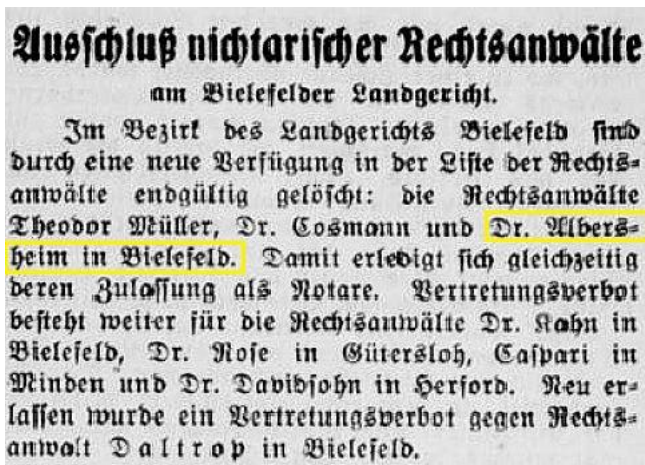 Ausschluß nichtarischer Rechtsanwälte
am Bielefelder Landgericht.
Im Bezirk des Landgerichts Bielefeld sind
durch eine neue Verfügung in der Liste der Rechts-
anwälte endgültig gelöscht: die Rechtsanwälte
Theodor Müller, Dr. Cosmann und Dr. Albers-
heim in Bielefeld. Damit erledigt sich gleichzeitig
deren Zulassung als Notare. Vertretungsverbot
besteht weiter für die Rechtsanwälte Dr. Kahn in
Bielefeld, Dr. Rose in Gütersloh, Caspari in
Minden und Dr. Davidsohn in Herford. Neu er-
lassen wurde ein Vertretungsverbot gegen Rechts-
anwalt Daltrop in Bielefeld.